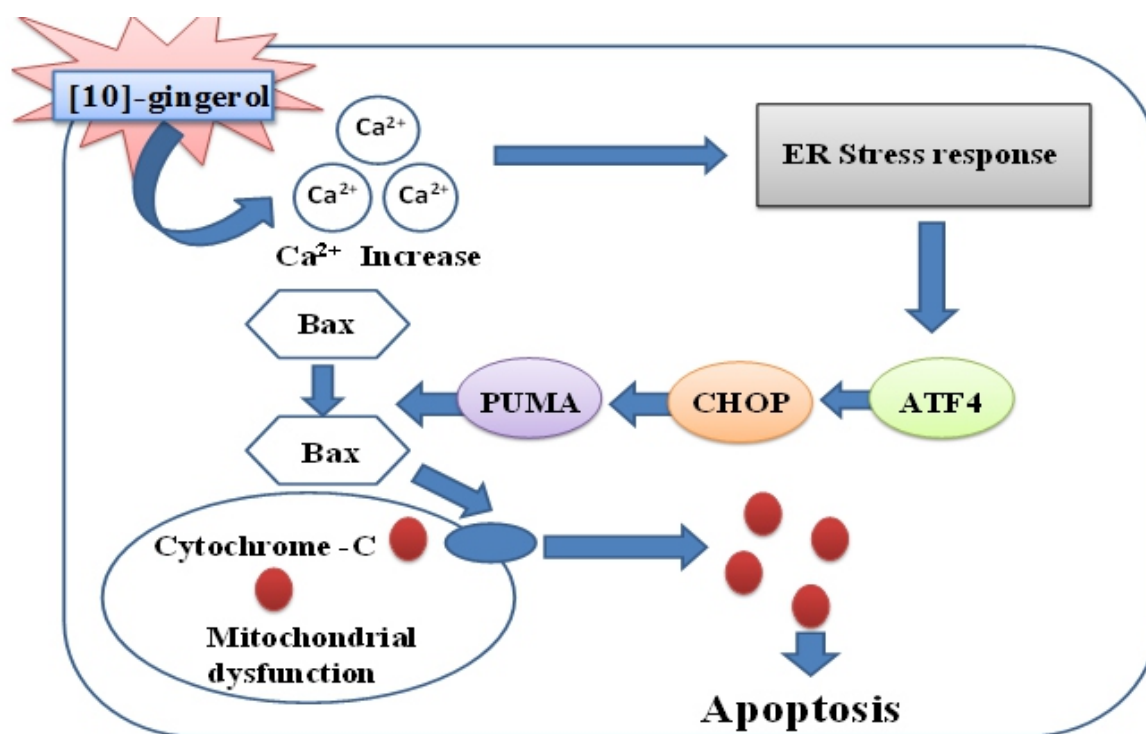 [10]-gingerol
Ca²⁺
Ca²⁺ Ca²⁺
Ca²⁺ Increase
ER Stress response
Bax
PUMA CHOP ATF4
Bax
Cytochrome -C
Mitochondrial
dysfunction
Apoptosis